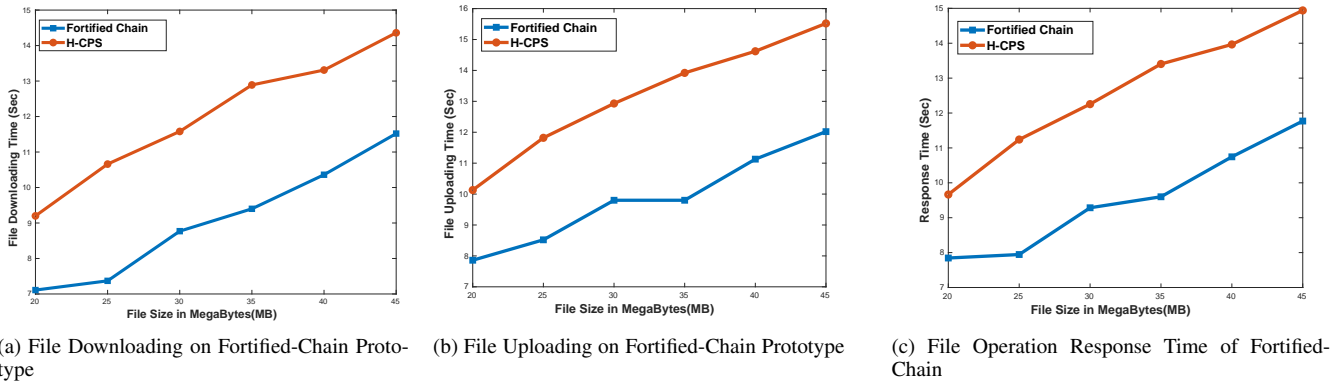 15
14
13
12
11
10
9
8
7
File Downloading Time (Sec)
Fortified Chain
H-CPS
20 25 30 35 40 45
File Size in MegaBytes(MB)
(a) File Downloading on Fortified-Chain Proto-
type
16
15
14
13
12
11
10
9
8
7
File Uploading Time (Sec)
Fortified Chain
H-CPS
20 25 30 35 40 45
File Size in MegaBytes(MB)
(b) File Uploading on Fortified-Chain Prototype
15
14
13
12
11
10
9
8
7
Response Time (Sec)
Fortified Chain
H-CPS
20 25 30 35 40 45
File Size in MegaBytes(MB)
(c) File Operation Response Time of Fortified-
Chain